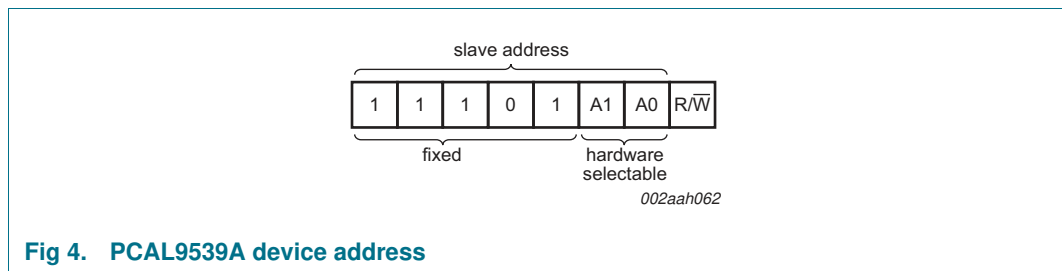 slave address
1 1 1 0 1 A1 A0 R/W̅
fixed
hardware
selectable
002aah062
Fig 4. PCAL9539A device address